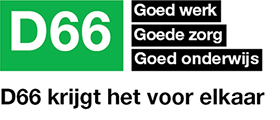 D66
Goed werk
Goede zorg
Goed onderwijs
D66 krijgt het voor elkaar